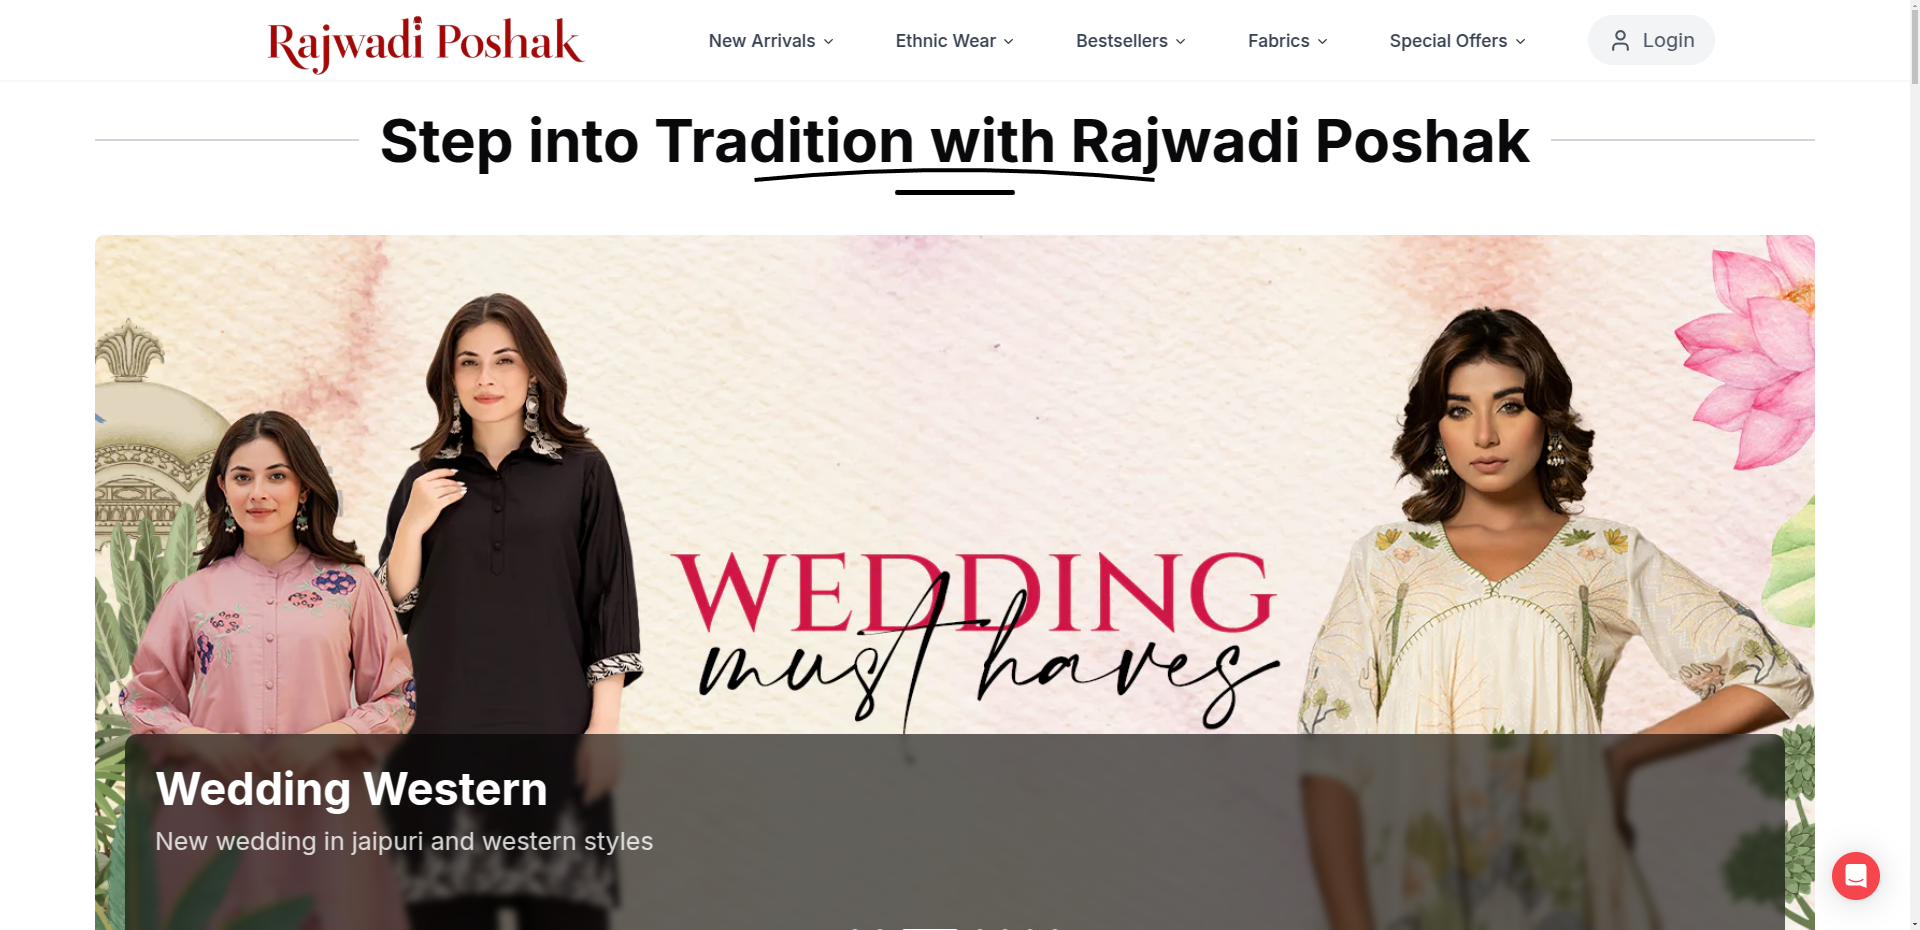 Rajwadi Poshak
New Arrivals
Ethnic Wear
Bestsellers
Fabrics
Special Offers
Login
Step into Tradition with Rajwadi Poshak
WEDDING
must haves
Wedding Western
New wedding in jaipuri and western styles